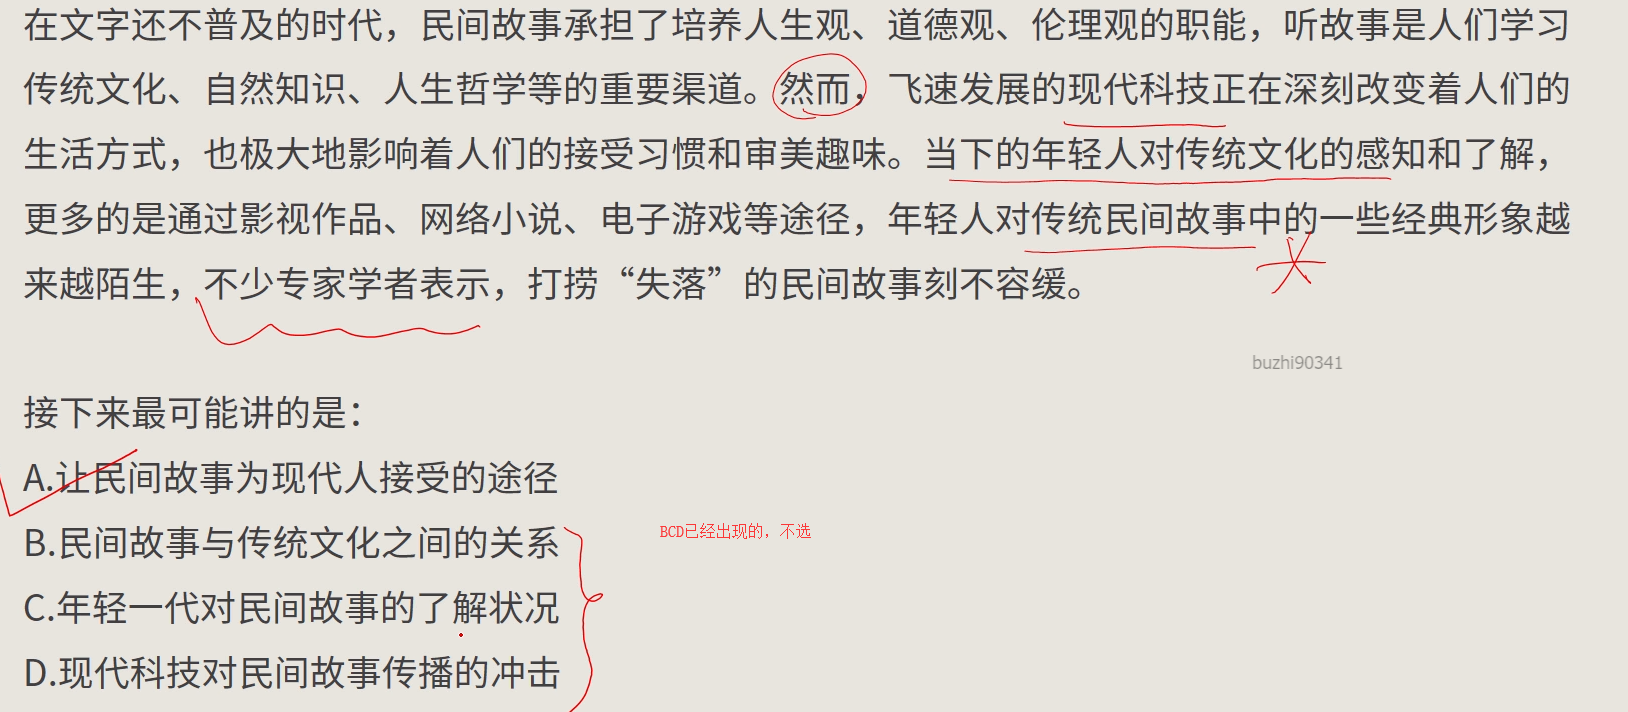 在文字还不普及的时代，民间故事承担了培养人生观、道德观、伦理观的职能，听故事是人们学习
传统文化、自然知识、人生哲学等的重要渠道。然而，飞速发展的现代科技正在深刻改变着人们的
生活方式，也极大地影响着人们的接受习惯和审美趣味。当下的年轻人对传统文化的感知和了解，
更多的是通过影视作品、网络小说、电子游戏等途径，年轻人对传统民间故事中的一些经典形象越
来越陌生，不少专家学者表示，打捞“失落”的民间故事刻不容缓。
buzhi90341
接下来最可能讲的是：
A.让民间故事为现代人接受的途径
B.民间故事与传统文化之间的关系
BCD已经出现的，不选
C.年轻一代对民间故事的了解状况
D.现代科技对民间故事传播的冲击